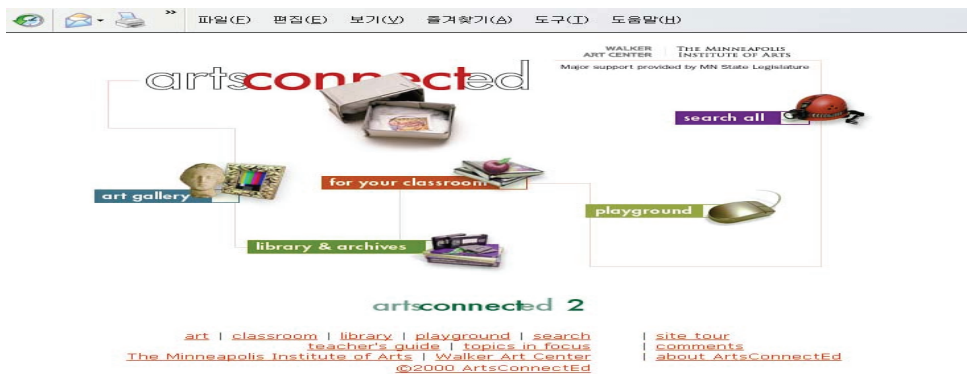 » 파일(F) 편집(E) 보기(V) 즐겨찾기(A) 도구(T) 도움말(H)
WALKER ART CENTER
THE MINNEAPOLIS INSTITUTE OF ARTS
Major support provided by MN State Legislature
artsconnected
search all
for your classroom
art gallery
playground
library & archives
artsconnected 2
art | classroom | library | playground | search | site tour
teacher's guide | topics in focus | comments
The Minneapolis Institute of Arts | Walker Art Center | about ArtsConnectEd
©2000 ArtsConnectEd